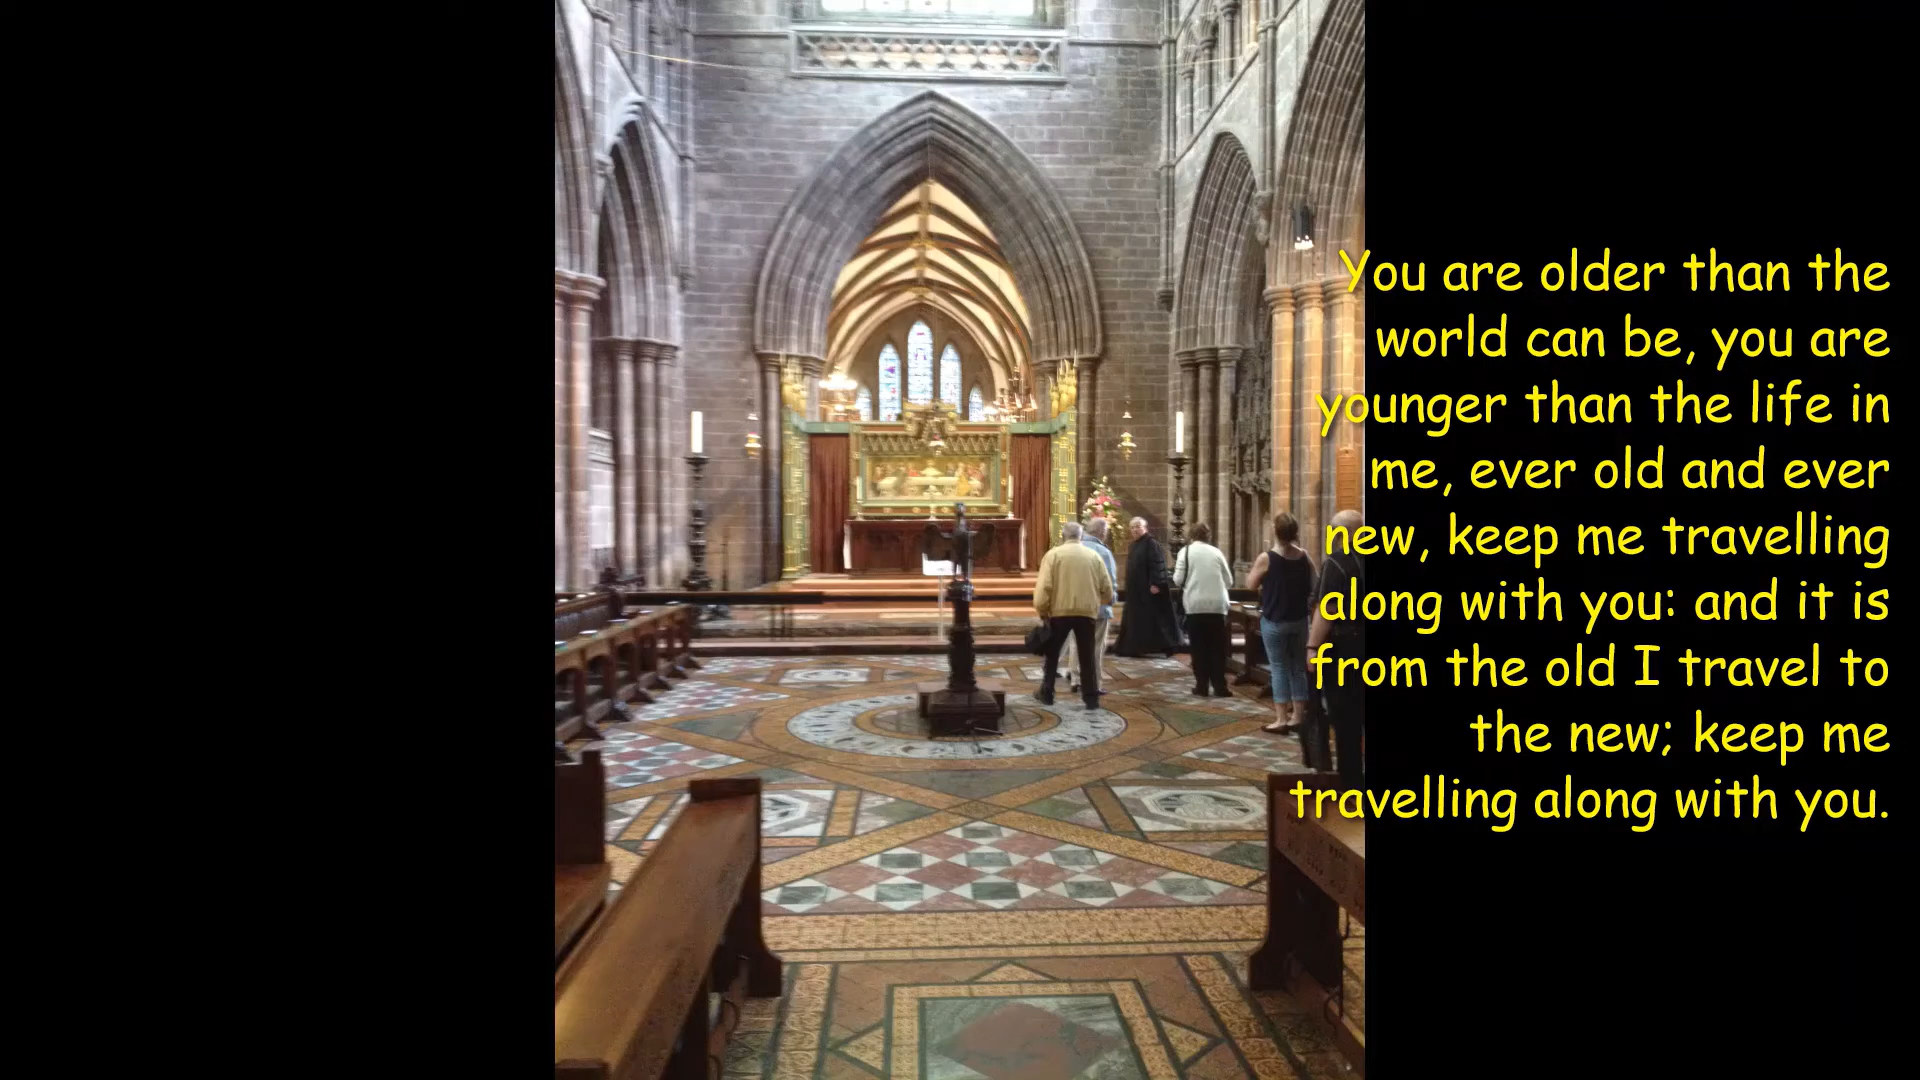 You are older than the
world can be, you are
younger than the life in
me, ever old and ever
new, keep me travelling
along with you: and it is
from the old I travel to
the new; keep me
travelling along with you.